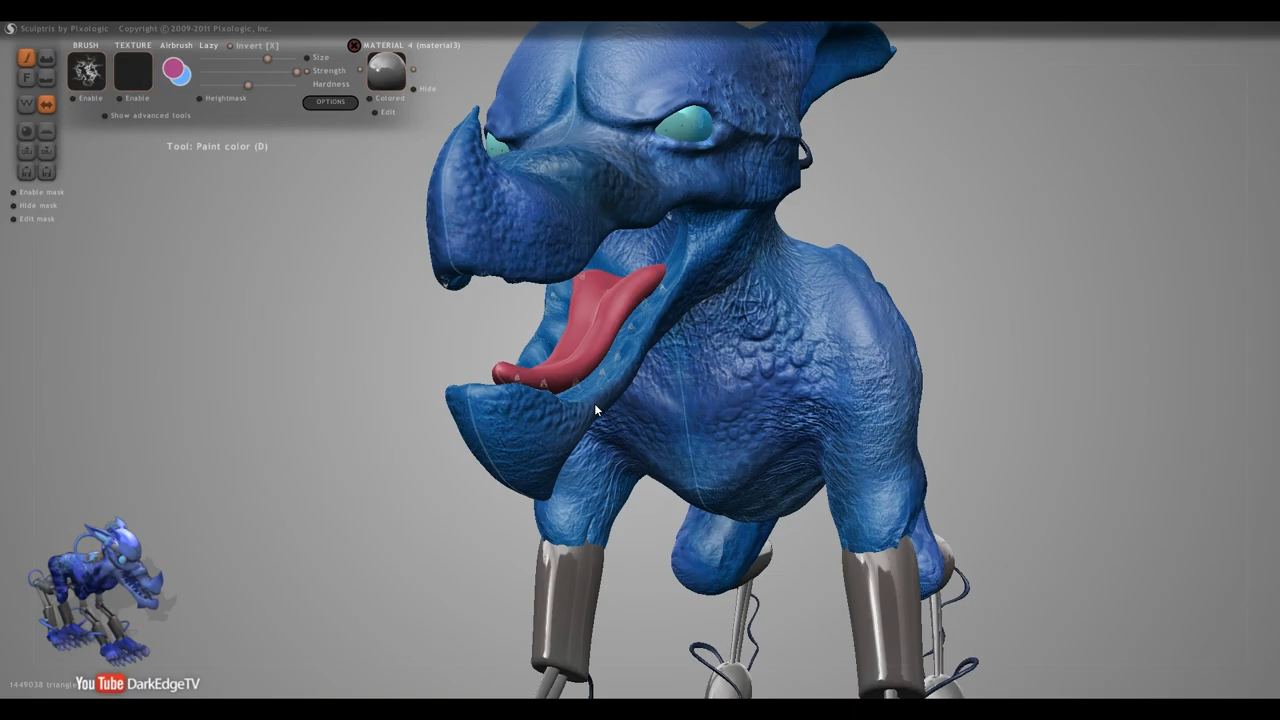 Sculptris by Pixologic Copyright © 2009-2011 Pixologic, Inc.
BRUSH TEXTURE Airbrush Lazy Invert [X] MATERIAL 4 (material3)
Size
Strength
Hardness
Hide
Enable Enable Heightmask OPTIONS Colored
Show advanced tools Edit
Tool: Paint color (D)
F
Enable mask
Hide mask
Edit mask
1449038 triangle
YouTube DarkEdgeTV